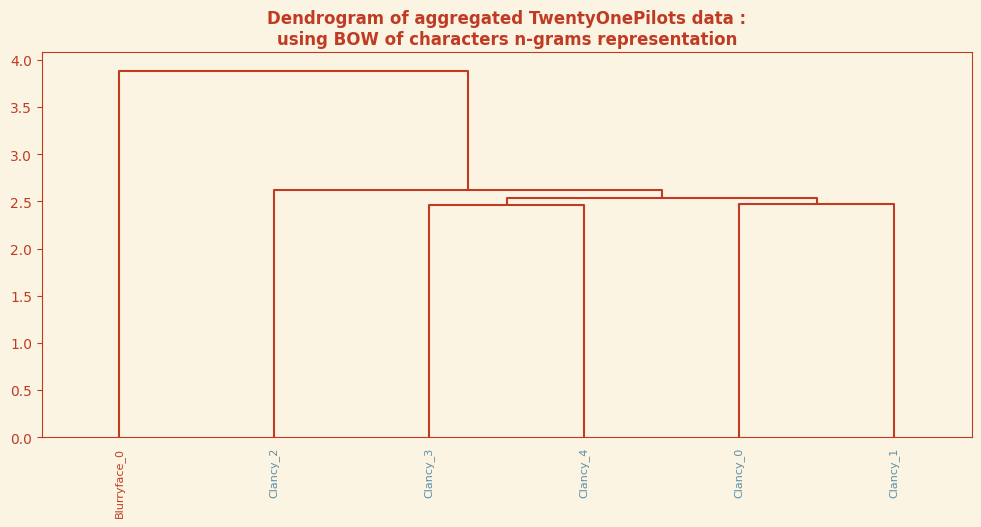 Dendrogram of aggregated TwentyOnePilots data :
using BOW of characters n-grams representation
4.0
3.5
3.0
2.5
2.0
1.5
1.0
0.5
0.0
Blurryface_0
Clancy_2
Clancy_3
Clancy_4
Clancy_0
Clancy_1